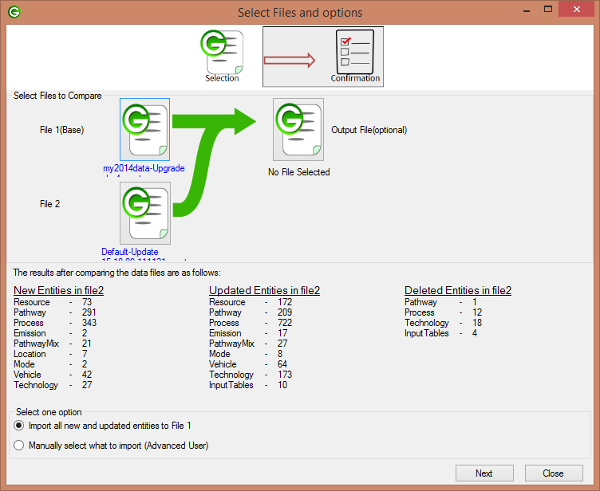 Select Files and options
Selection
Confirmation
Select Files to Compare
File 1(Base)
my2014data-Upgrade
Output File(optional)
No File Selected
File 2
Default-Update
The results after comparing the data files are as follows:
New Entities in file2
Resource - 73
Pathway - 291
Process - 343
Emission - 2
PathwayMix - 21
Location - 7
Mode - 2
Vehicle - 42
Technology - 27
Updated Entities in file2
Resource - 172
Pathway - 209
Process - 722
Emission - 17
PathwayMix - 27
Mode - 8
Vehicle - 64
Technology - 173
InputTables - 10
Deleted Entities in file2
Pathway - 1
Process - 12
Technology - 18
InputTables - 4
Select one option
Import all new and updated entities to File 1
Manually select what to import (Advanced User)
Next
Close